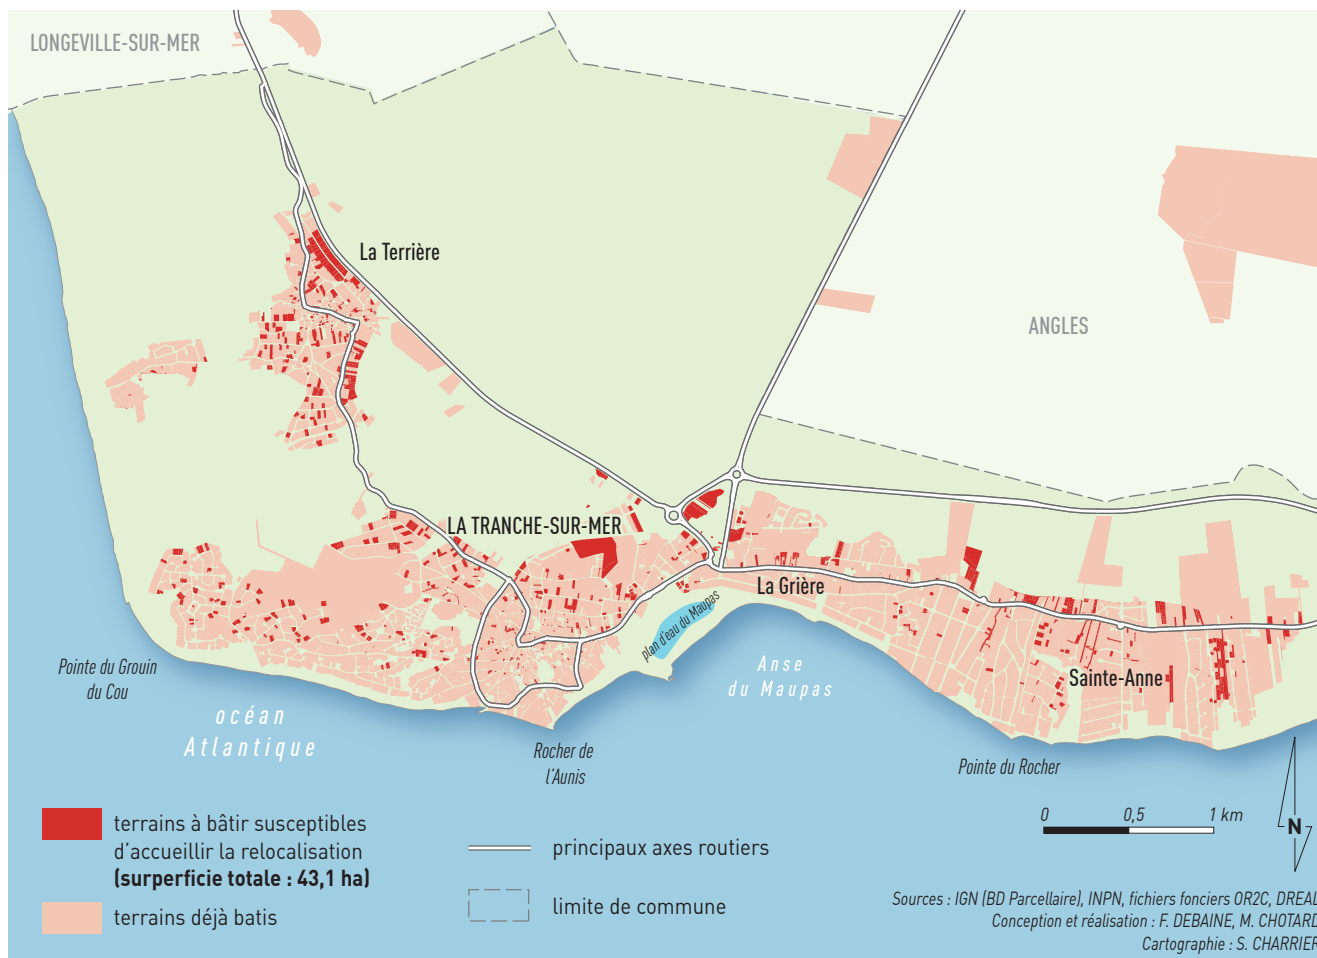 LONGEVILLE-SUR-MER
La Terrière
ANGLES
LA TRANCHE-SUR-MER
La Grière
plan d'eau du Maupas
Pointe du Grouin
du Cou
Anse
du Maupas
Sainte-Anne
océan
Atlantique
Rocher de
l'Aunis
Pointe du Rocher
terrains à bâtir susceptibles
d'accueillir la relocalisation
(surperficie totale : 43,1 ha)
terrains déjà batis
principaux axes routiers
limite de commune
0 0,5 1 km
N
Sources : IGN (BD Parcellaire), INPN, fichiers fonciers OR2C, DREAL
Conception et réalisation : F. DEBAINE, M. CHOTARD
Cartographie : S. CHARRIER